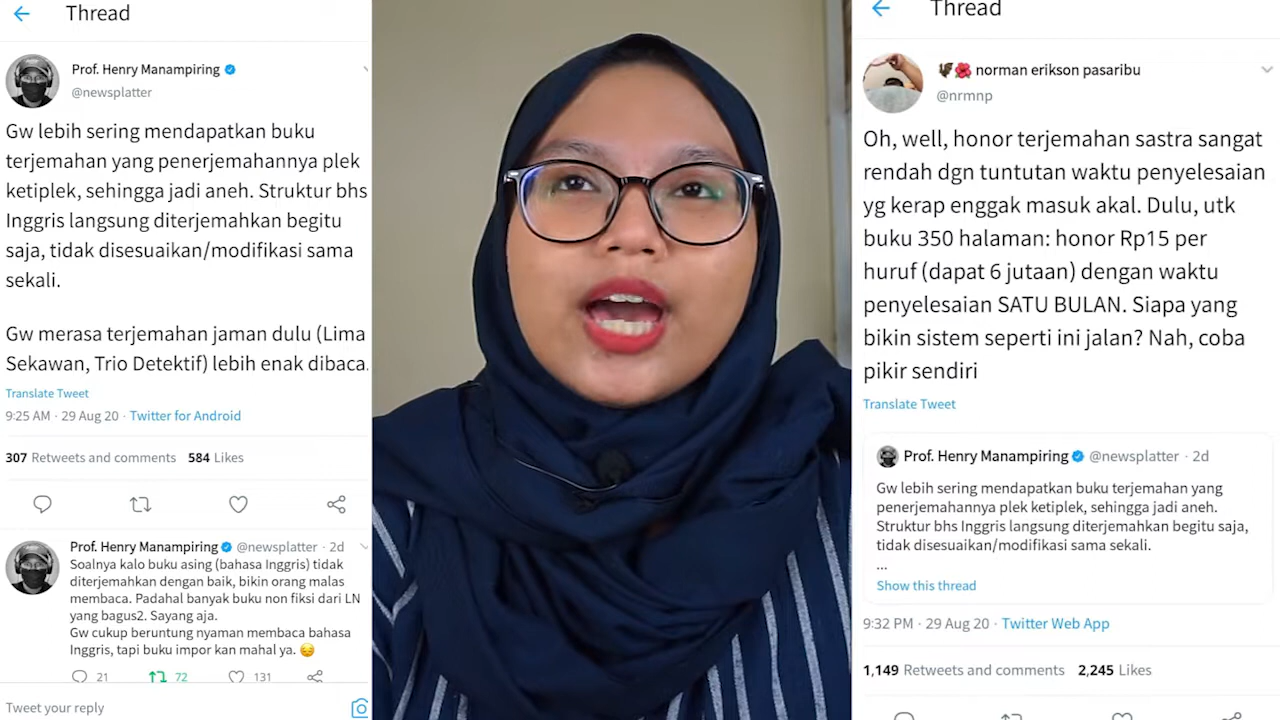 Thread
Prof. Henry Manampiring
@newsplatter
Gw lebih sering mendapatkan buku
terjemahan yang penerjemahannya plek
ketiplek, sehingga jadi aneh. Struktur bhs
Inggris langsung diterjemahkan begitu
saja, tidak disesuaikan/modifikasi sama
sekali.
Gw merasa terjemahan jaman dulu (Lima
Sekawan, Trio Detektif) lebih enak dibaca.
Translate Tweet
9:25 AM · 29 Aug 20 · Twitter for Android
307 Retweets and comments 584 Likes
Prof. Henry Manampiring @newsplatter · 2d
Soalnya kalo buku asing (bahasa Inggris) tidak
diterjemahkan dengan baik, bikin orang malas
membaca. Padahal banyak buku non fiksi dari LN
yang bagus2. Sayang aja.
Gw cukup beruntung nyaman membaca bahasa
Inggris, tapi buku impor kan mahal ya. 😔
21 72 131
Tweet your reply
Thread
🦇🌺 norman erikson pasaribu
@nrmnp
Oh, well, honor terjemahan sastra sangat
rendah dgn tuntutan waktu penyelesaian
yg kerap enggak masuk akal. Dulu, utk
buku 350 halaman: honor Rp15 per
huruf (dapat 6 jutaan) dengan waktu
penyelesaian SATU BULAN. Siapa yang
bikin sistem seperti ini jalan? Nah, coba
pikir sendiri
Translate Tweet
Prof. Henry Manampiring @newsplatter · 2d
Gw lebih sering mendapatkan buku terjemahan yang
penerjemahannya plek ketiplek, sehingga jadi aneh.
Struktur bhs Inggris langsung diterjemahkan begitu saja,
tidak disesuaikan/modifikasi sama sekali.
...
Show this thread
9:32 PM · 29 Aug 20 · Twitter Web App
1,149 Retweets and comments 2,245 Likes